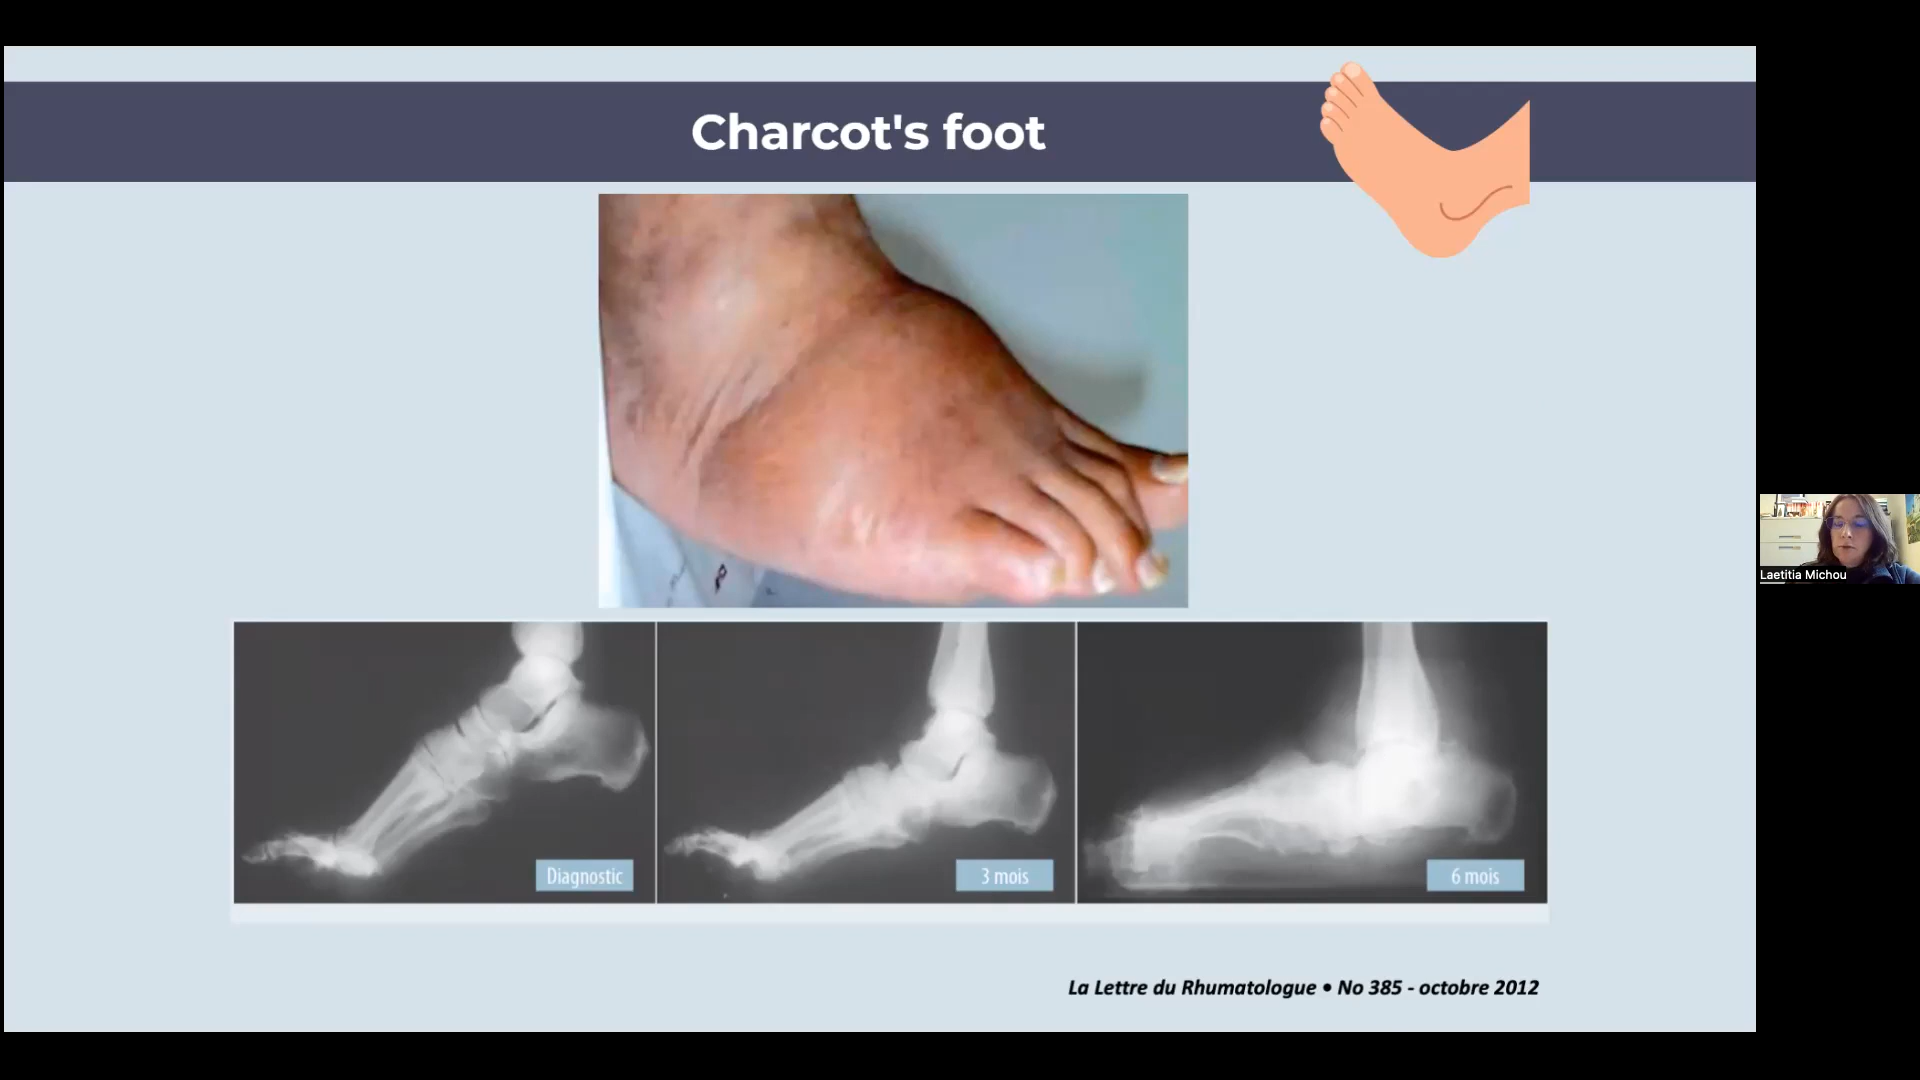 Charcot's foot
Diagnostic
3 mois
6 mois
La Lettre du Rhumatologue • No 385 - octobre 2012
Laetitia Michou